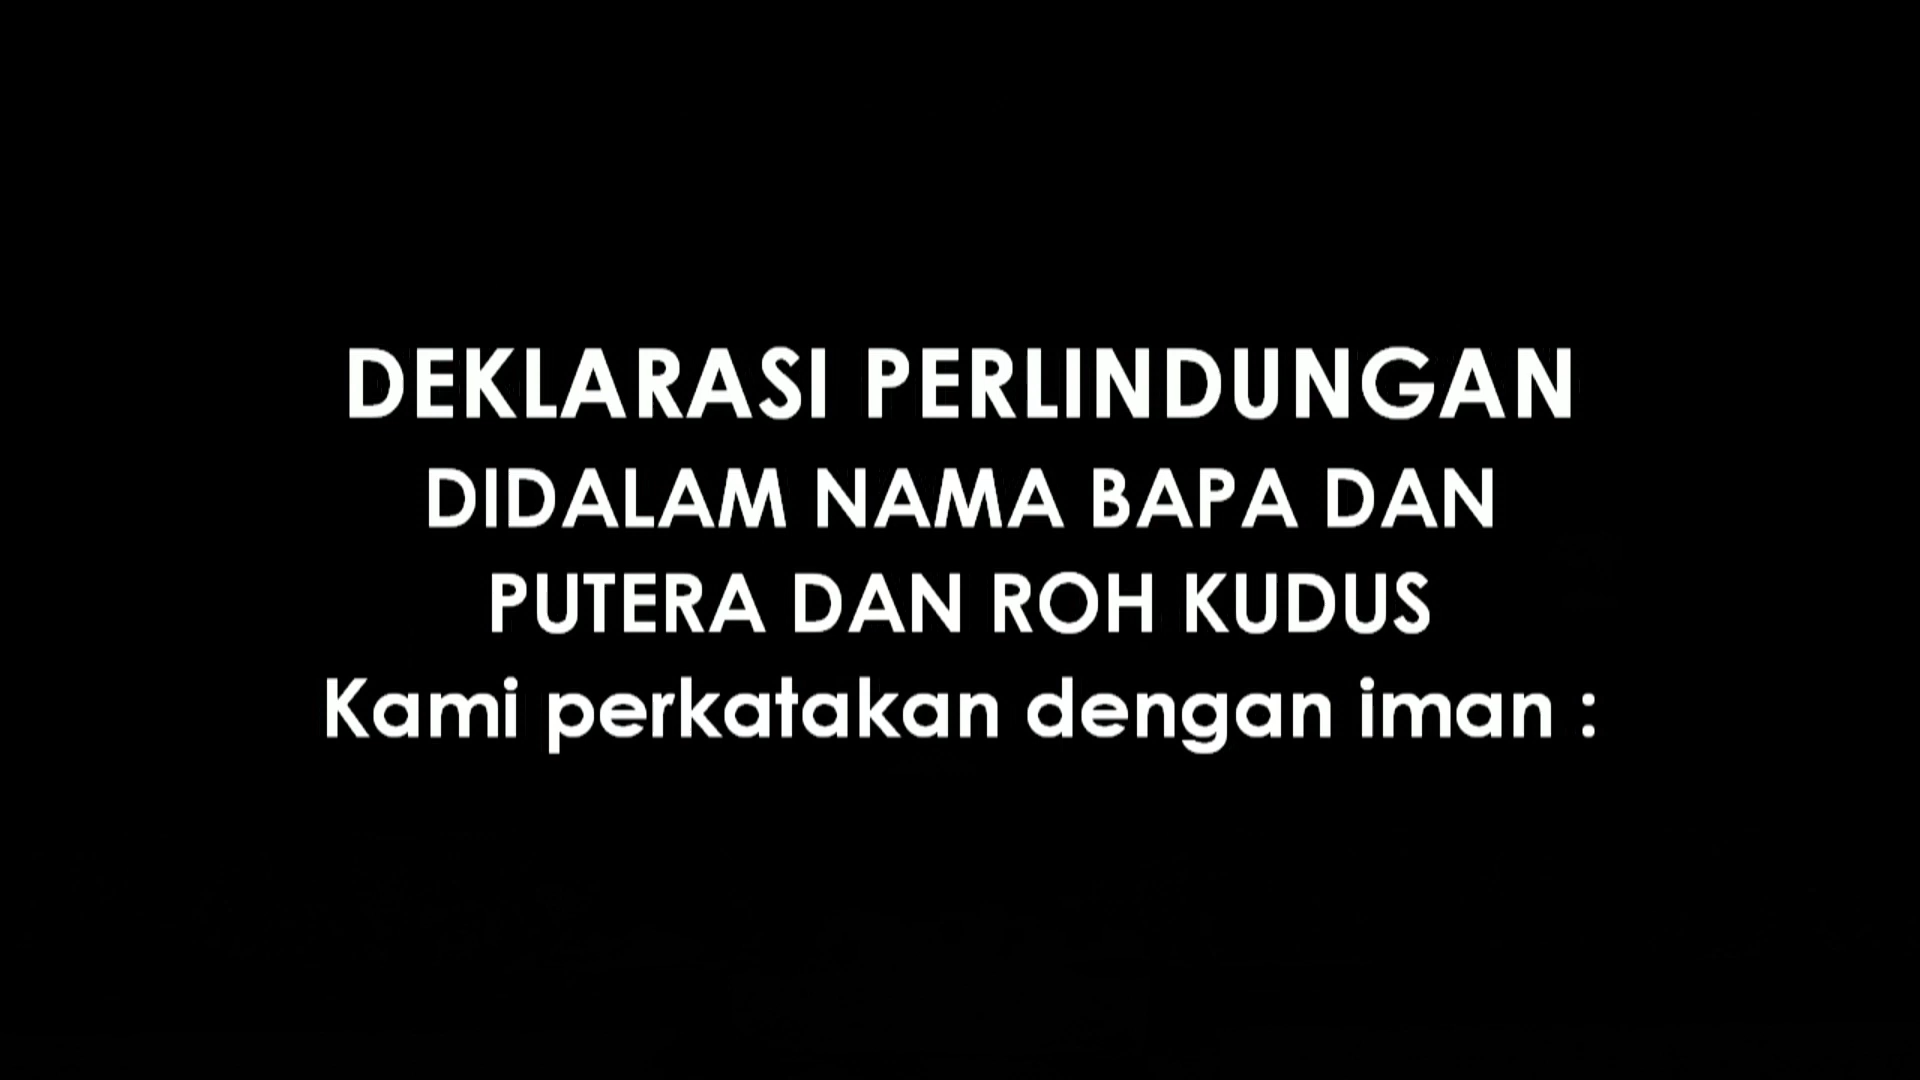 DEKLARASI PERLINDUNGAN
DIDALAM NAMA BAPA DAN
PUTERA DAN ROH KUDUS
Kami perkatakan dengan iman :